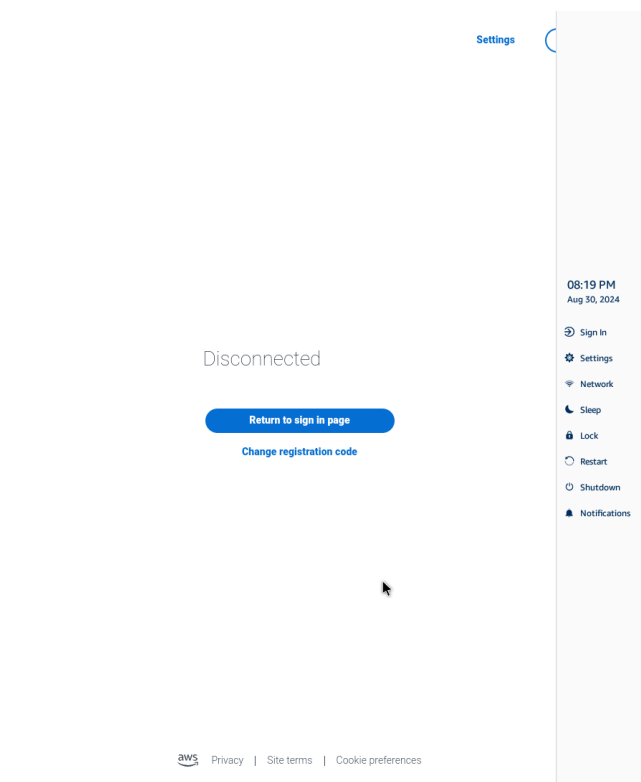 Settings
Disconnected
Return to sign in page
Change registration code
aws Privacy | Site terms | Cookie preferences
08:19 PM
Aug 30, 2024
Sign In
Settings
Network
Sleep
Lock
Restart
Shutdown
Notifications